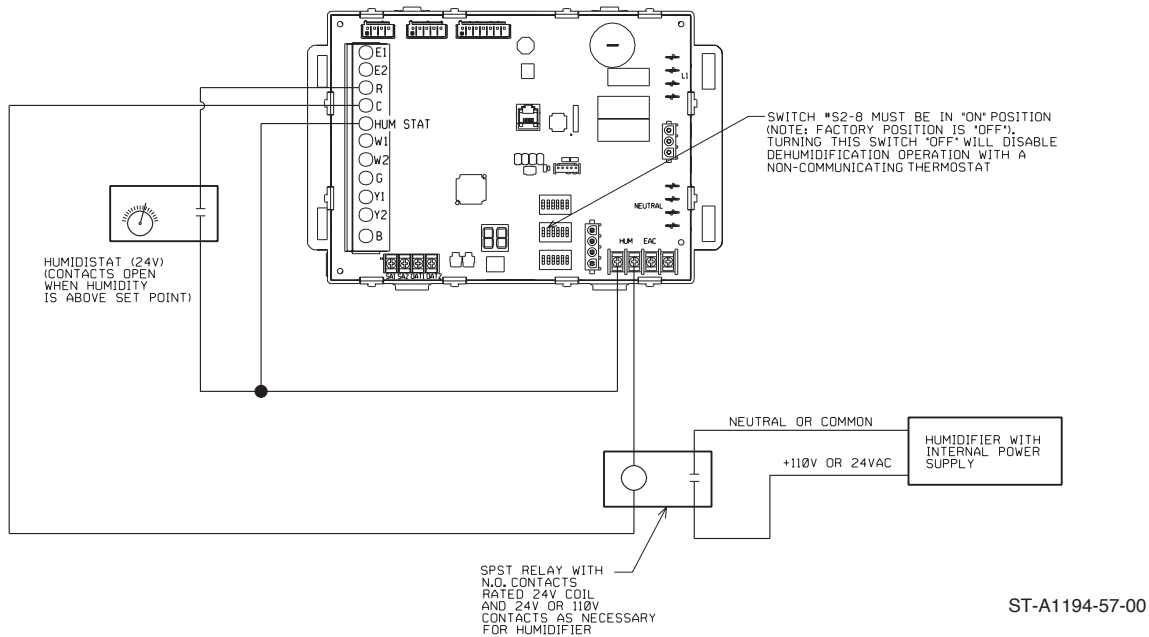 E1
E2
R
C
HUM STAT
W1
W2
G
Y1
Y2
B
SA1 SA2 OAT1 OAT2
L1
NEUTRAL
HUM EAC
SWITCH #S2-8 MUST BE IN "ON" POSITION
(NOTE: FACTORY POSITION IS "OFF").
TURNING THIS SWITCH "OFF" WILL DISABLE
DEHUMIDIFICATION OPERATION WITH A
NON-COMMUNICATING THERMOSTAT
HUMIDISTAT (24V)
(CONTACTS OPEN
WHEN HUMIDITY
IS ABOVE SET POINT)
NEUTRAL OR COMMON
+110V OR 24VAC
HUMIDIFIER WITH
INTERNAL POWER
SUPPLY
SPST RELAY WITH
N.O. CONTACTS
RATED 24V COIL
AND 24V OR 110V
CONTACTS AS NECESSARY
FOR HUMIDIFIER
ST-A1194-57-00